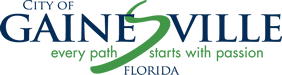 CITY OF
GAINESVILLE
every path starts with passion
FLORIDA